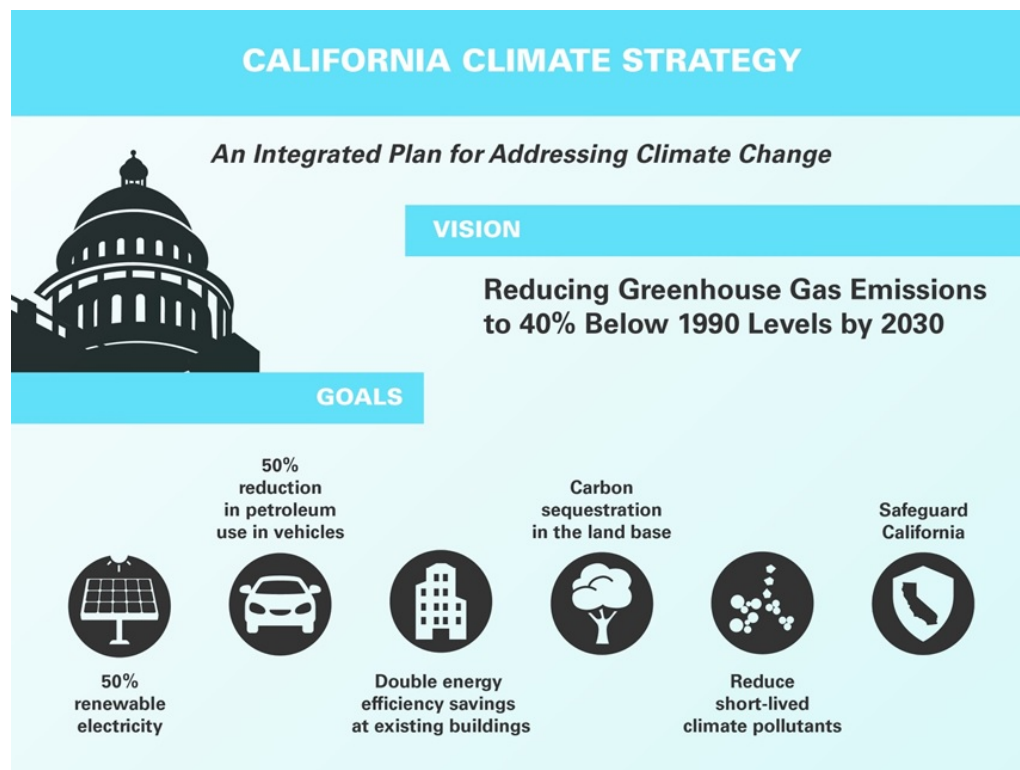 CALIFORNIA CLIMATE STRATEGY
An Integrated Plan for Addressing Climate Change
VISION
Reducing Greenhouse Gas Emissions
to 40% Below 1990 Levels by 2030
GOALS
50%
renewable
electricity
50%
reduction
in petroleum
use in vehicles
Double energy
efficiency savings
at existing buildings
Carbon
sequestration
in the land base
Reduce
short-lived
climate pollutants
Safeguard
California